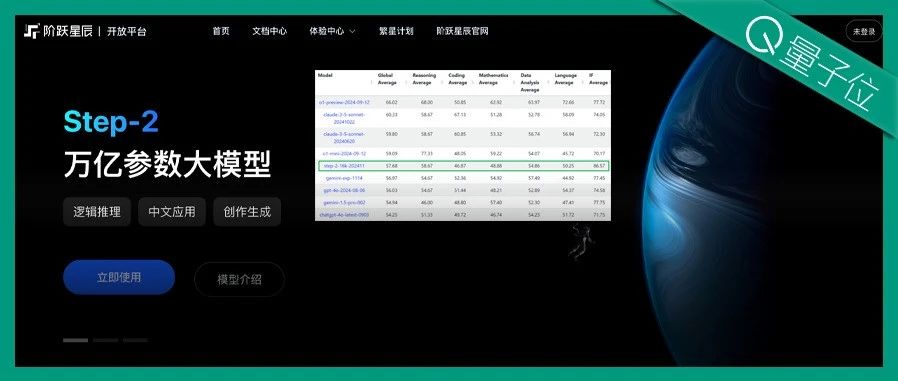 阶跃星辰 | 开放平台
首页 文档中心 体验中心 繁星计划 阶跃星辰官网
未登录
量子位
Step-2
万亿参数大模型
逻辑推理 中文应用 创作生成
立即使用 模型介绍
Model Global Average Reasoning Average Coding Average Mathematics Average Data Analysis Average Language Average IF Average
o1-preview-2024-09-12 66.02 68.00 50.85 62.92 63.97 72.66 77.72
claude-3-5-sonnet-20241022 60.33 58.67 67.13 51.28 52.78 58.09 74.05
claude-3-5-sonnet-20240620 59.80 58.67 60.85 53.32 56.74 56.94 72.30
o1-mini-2024-09-12 59.09 77.33 48.05 59.22 54.07 45.72 70.17
step-2-16k-202411 57.68 58.67 46.87 48.88 54.86 50.25 86.57
gemini-exp-1114 56.97 54.67 52.36 54.92 57.49 44.92 77.45
gpt-4o-2024-08-06 56.03 54.67 51.44 48.21 52.89 54.37 74.58
gemini-1.5-pro-002 54.94 46.00 48.80 57.40 52.30 47.41 77.75
chatgpt-4o-latest-0903 54.25 51.33 49.72 46.74 54.23 51.72 71.75